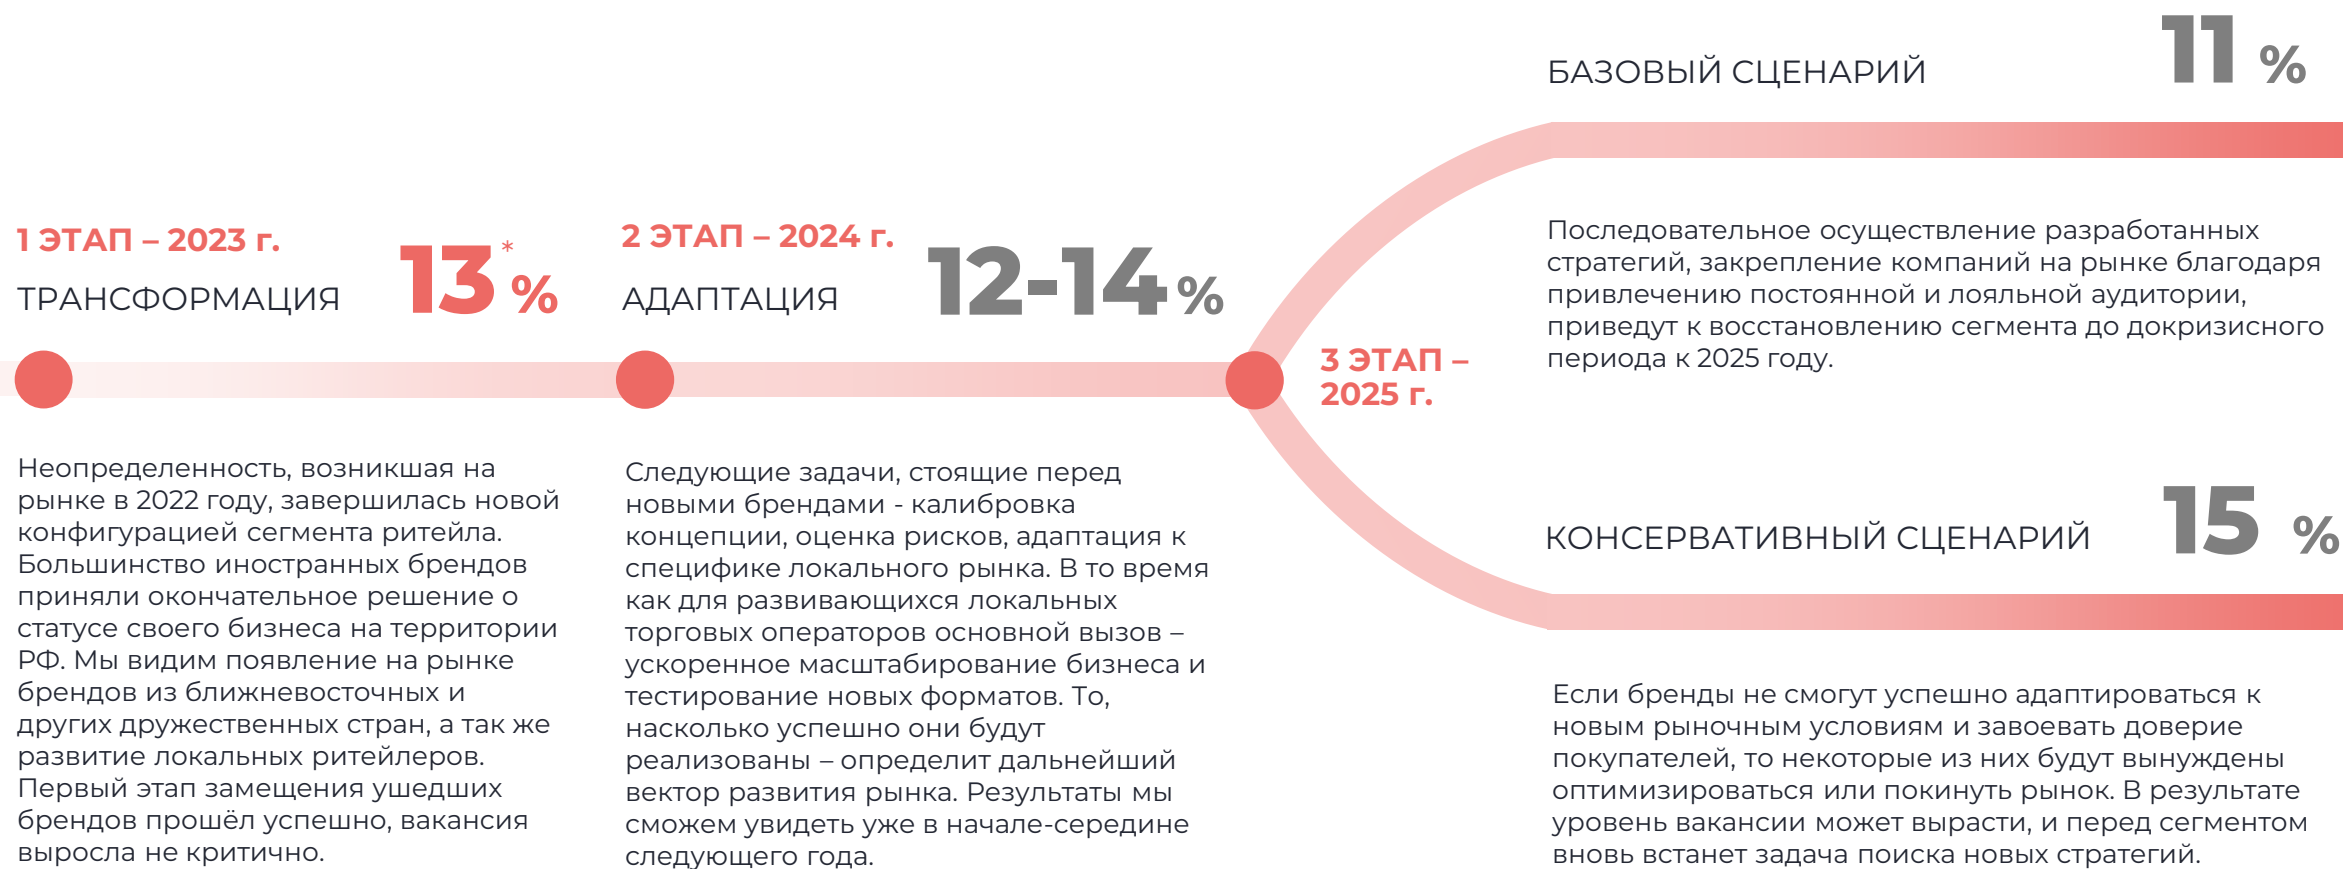 1 ЭТАП – 2023 г.
ТРАНСФОРМАЦИЯ
13*%
Неопределенность, возникшая на
рынке в 2022 году, завершилась новой
конфигурацией сегмента ритейла.
Большинство иностранных брендов
приняли окончательное решение о
статусе своего бизнеса на территории
РФ. Мы видим появление на рынке
брендов из ближневосточных и
других дружественных стран, а так же
развитие локальных ритейлеров.
Первый этап замещения ушедших
брендов прошёл успешно, вакансия
выросла не критично.
2 ЭТАП – 2024 г.
АДАПТАЦИЯ
12-14%
Следующие задачи, стоящие перед
новыми брендами - калибровка
концепции, оценка рисков, адаптация к
специфике локального рынка. В то время
как для развивающихся локальных
торговых операторов основной вызов –
ускоренное масштабирование бизнеса и
тестирование новых форматов. То,
насколько успешно они будут
реализованы – определит дальнейший
вектор развития рынка. Результаты мы
сможем увидеть уже в начале-середине
следующего года.
3 ЭТАП –
2025 г.
БАЗОВЫЙ СЦЕНАРИЙ
11 %
Последовательное осуществление разработанных
стратегий, закрепление компаний на рынке благодаря
привлечению постоянной и лояльной аудитории,
приведут к восстановлению сегмента до докризисного
периода к 2025 году.
КОНСЕРВАТИВНЫЙ СЦЕНАРИЙ
15 %
Если бренды не смогут успешно адаптироваться к
новым рыночным условиям и завоевать доверие
покупателей, то некоторые из них будут вынуждены
оптимизироваться или покинуть рынок. В результате
уровень вакансии может вырасти, и перед сегментом
вновь встанет задача поиска новых стратегий.